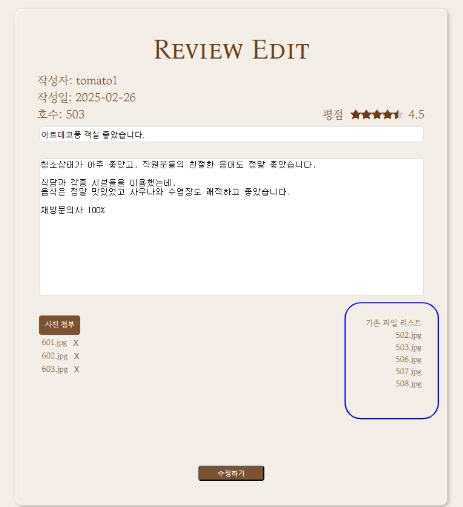 REVIEW EDIT
작성자: tomato1
작성일: 2025-02-26
호수: 503
평점 4.5
아트데코풍 객실 좋았습니다.
청소상태가 아주 좋았고, 직원분들의 친절한 응대도 정말 좋았습니다.
식당과 각종 시설들을 이용했는데,
음식은 정말 맛있었고 사우나와 수영장도 쾌적하고 좋았습니다.
재방문의사 100%
사진 첨부
601.jpg X
602.jpg X
603.jpg X
기존 파일 리스트
502.jpg
503.jpg
506.jpg
507.jpg
508.jpg
수정하기